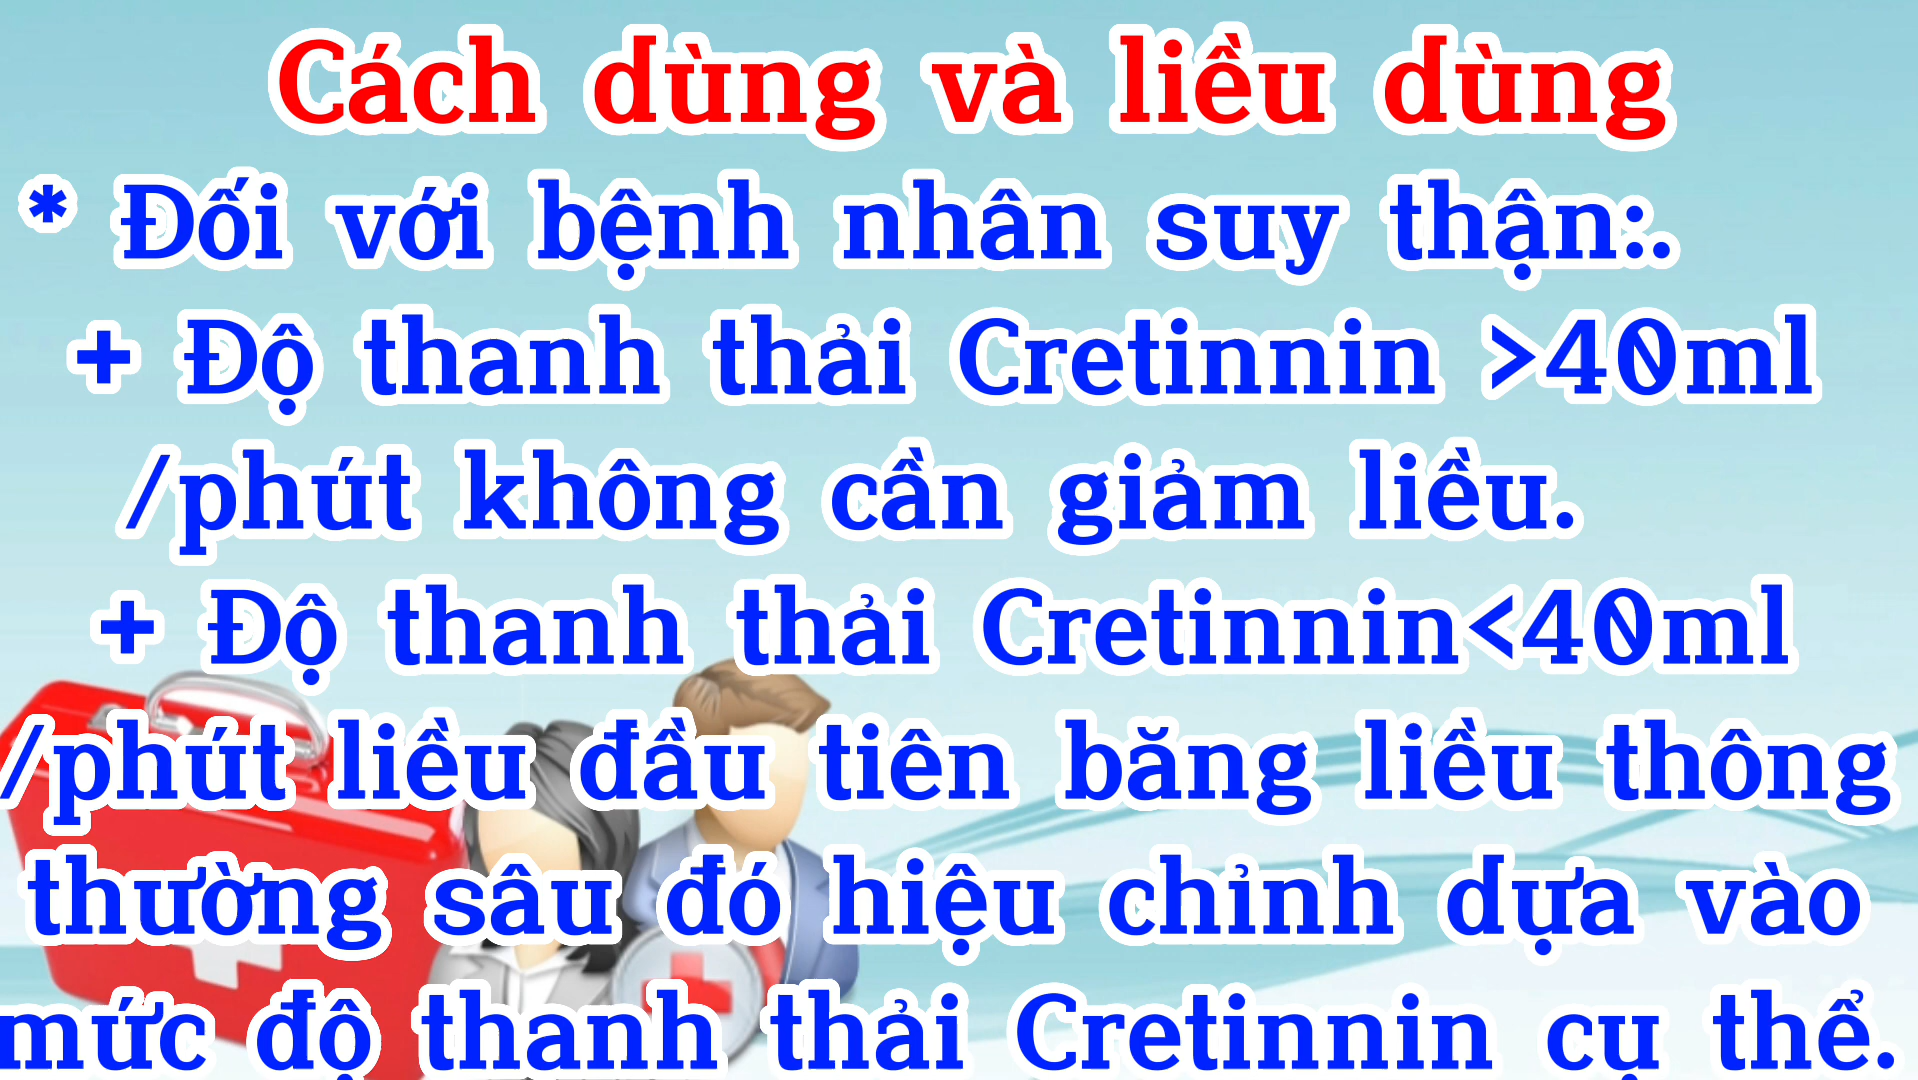 Cách dùng và liều dùng
* Đối với bệnh nhân suy thận:.
+ Độ thanh thải Cretinnin >40ml
/phút không cần giảm liều.
+ Độ thanh thải Cretinnin<40ml
/phút liều đầu tiên băng liều thông
thường sâu đó hiệu chỉnh dựa vào
mức độ thanh thải Cretinnin cụ thể.